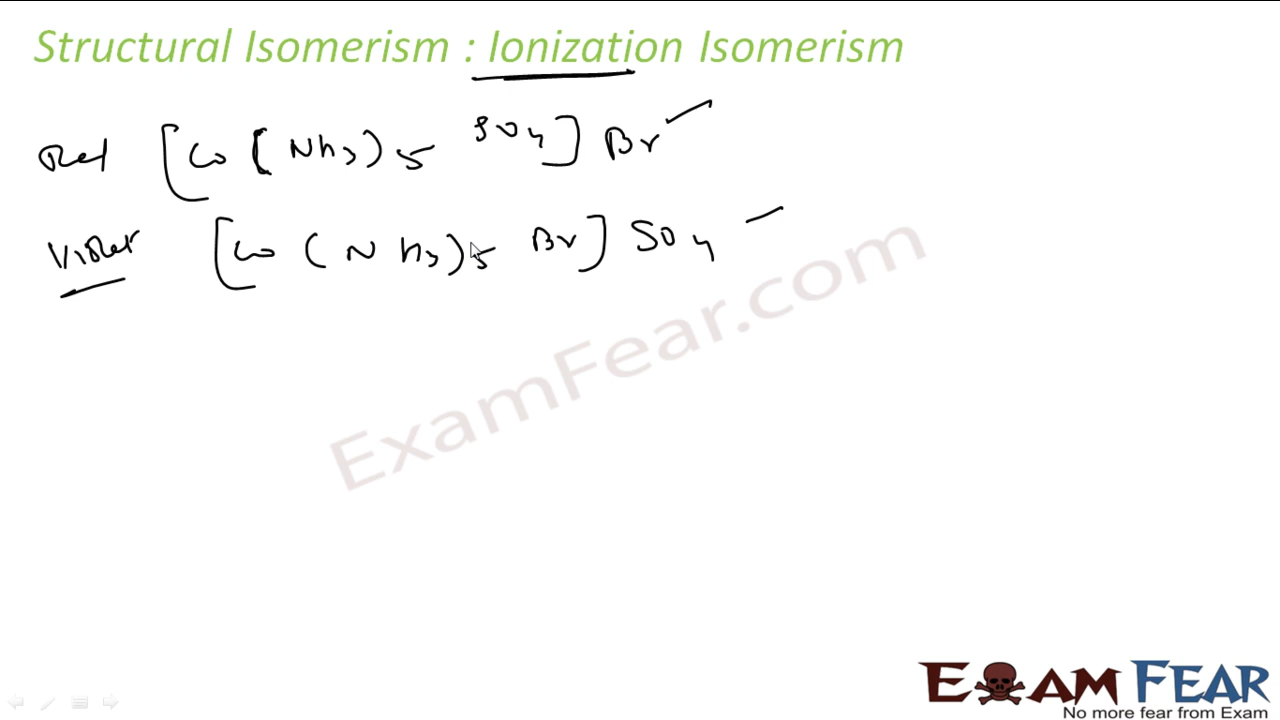 Structural Isomerism : Ionization Isomerism
Red [Co (NH3)5 SO4] Br
Violet [Co (NH3)5 Br] SO4
ExamFear.com
EXAM FEAR
No more fear from Exam